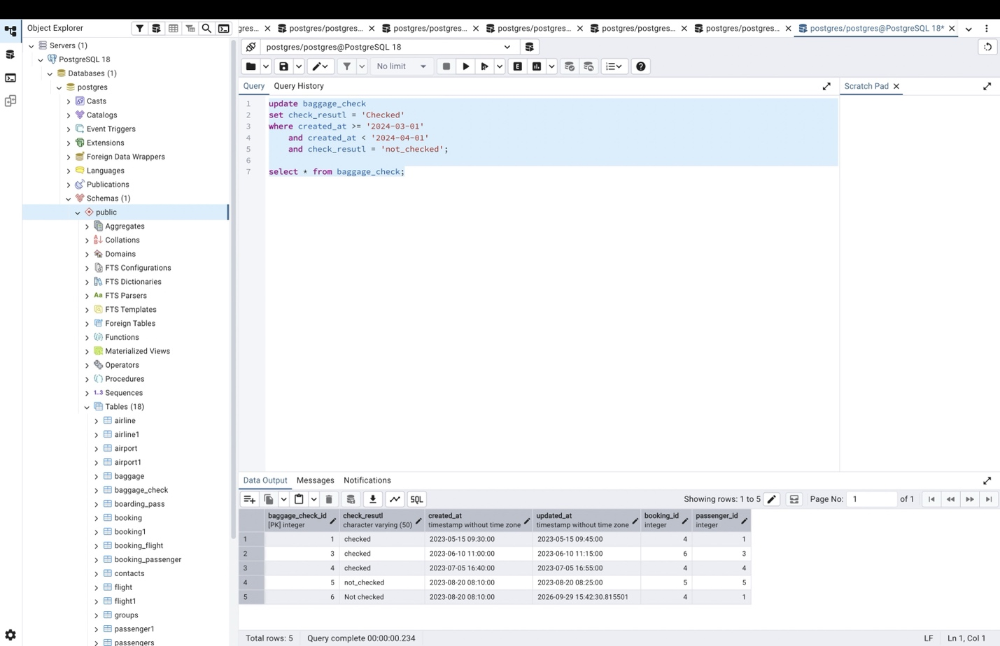 Object Explorer
Servers (1)
PostgreSQL 18
Databases (1)
postgres
Casts
Catalogs
Event Triggers
Extensions
Foreign Data Wrappers
Languages
Publications
Schemas (1)
public
Aggregates
Collations
Domains
FTS Configurations
FTS Dictionaries
Aa FTS Parsers
FTS Templates
Foreign Tables
Functions
Materialized Views
Operators
Procedures
1..3 Sequences
Tables (18)
airline
airline1
airport
airport1
baggage
baggage_check
boarding_pass
booking
booking1
booking_flight
booking_passenger
contacts
flight
flight1
groups
passenger1
passengers
gres... postgres/postgres... postgres/postgres... postgres/postgres... postgres/postgres... postgres/postgres... postgres/postgres@PostgreSQL 18*
postgres/postgres@PostgreSQL 18
No limit E
Query Query History
1 update baggage_check
2 set check_resutl = 'Checked'
3 where created_at >= '2024-03-01'
4 and created_at < '2024-04-01'
5 and check_resutl = 'not_checked';
6
7 select * from baggage_check;
Scratch Pad
Data Output Messages Notifications
SQL Showing rows: 1 to 5 Page No: 1 of 1
baggage_check_id check_resutl created_at updated_at booking_id passenger_id
[PK] integer character varying (50) timestamp without time zone timestamp without time zone integer integer
1 1 checked 2023-05-15 09:30:00 2023-05-15 09:45:00 4 1
2 3 checked 2023-06-10 11:00:00 2023-06-10 11:15:00 6 3
3 4 checked 2023-07-05 16:40:00 2023-07-05 16:55:00 4 4
4 5 not_checked 2023-08-20 08:10:00 2023-08-20 08:25:00 5 5
5 6 Not checked 2023-08-20 08:10:00 2026-09-29 15:42:30.815501 4 1
Total rows: 5 Query complete 00:00:00.234 LF Ln 1, Col 1